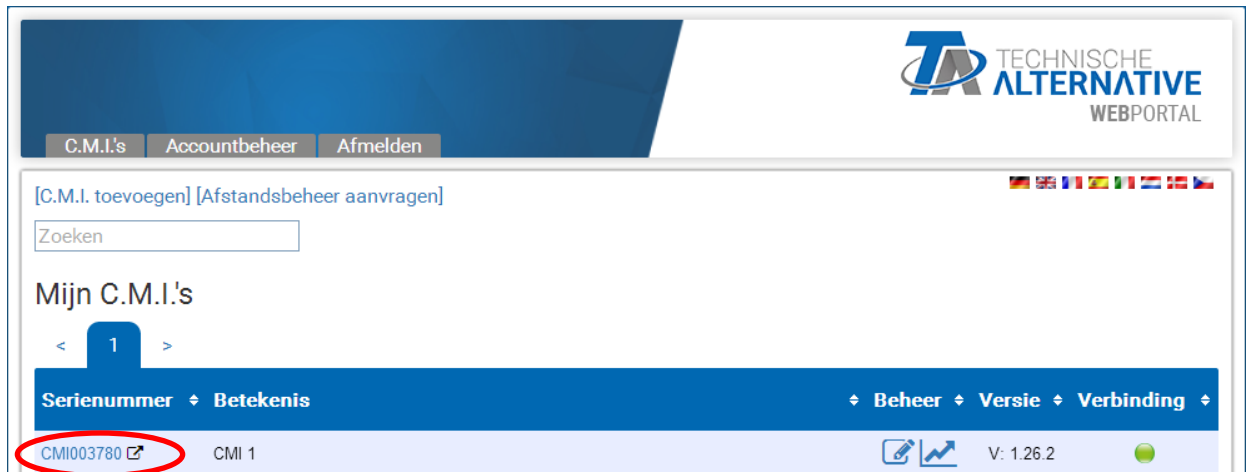 TECHNISCHE
ALTERNATIVE
WEBPORTAL
C.M.I.'s Accountbeheer Afmelden
[C.M.I. toevoegen] [Afstandsbeheer aanvragen]
Zoeken
Mijn C.M.I.'s
< 1 >
Serienummer Betekenis Beheer Versie Verbinding
CMI003780 CMI 1 V: 1.26.2